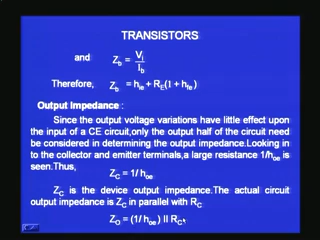 TRANSISTORS
and Z_b = V_i / I_b
Therefore, Z_b = h_ie + R_E(1 + h_fe)
Output Impedance :
Since the output voltage variations have little effect upon
the input of a CE circuit,only the output half of the circuit need
be considered in determining the output impedance.Looking in
to the collector and emitter terminals,a large resistance 1/h_oe is
seen.Thus,
Z_C = 1/ h_oe
Z_C is the device output impedance.The actual circuit
output impedance is Z_C in parallel with R_C
Z_O = (1/ h_oe ) II R_C